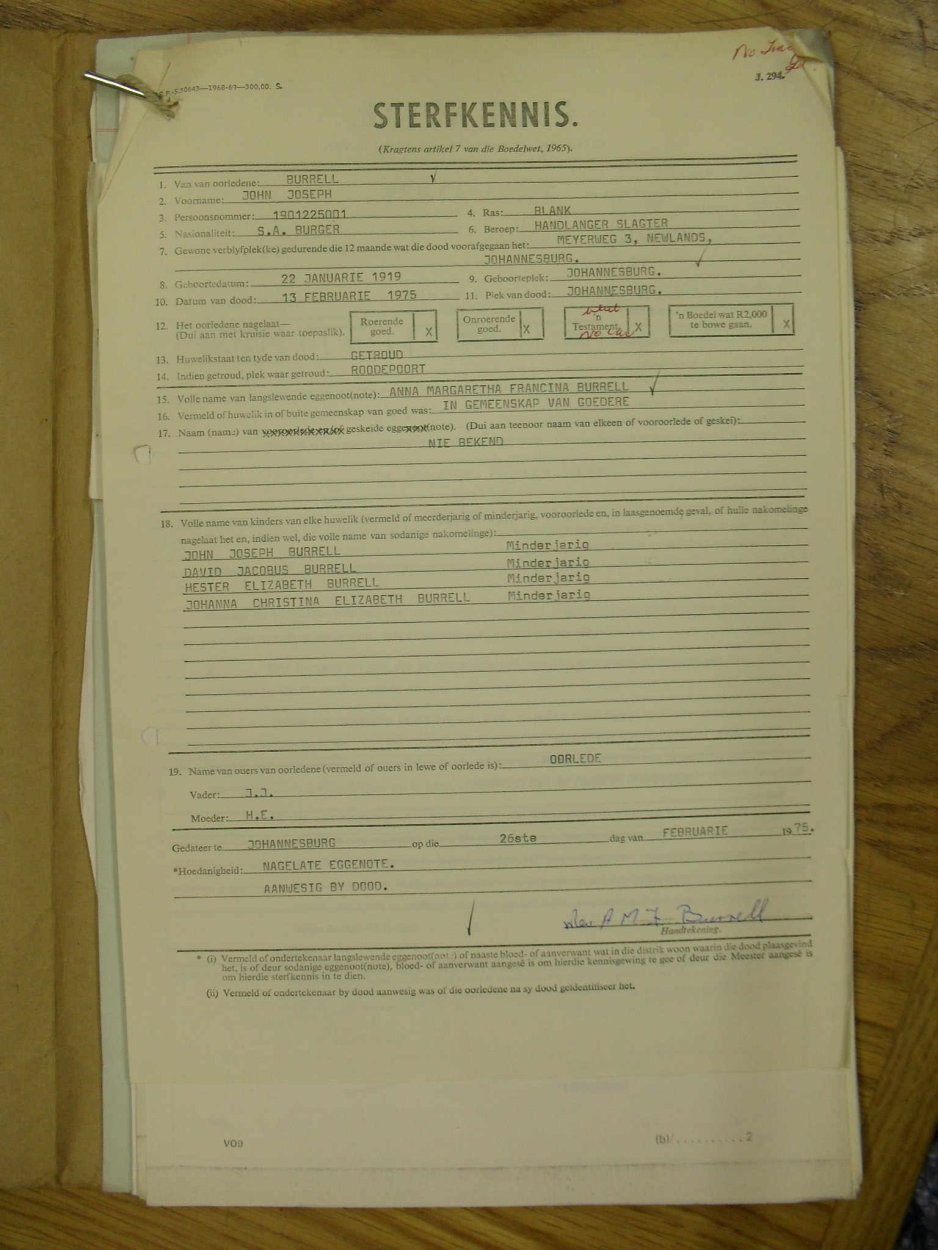 No
J. 294.
-1968-69—300,00. S.
STERFKENNIS.
(Kragtens artikel 7 van die Boedelwet, 1965).
1. Van van oorledene: BURRELL
2. Voorname: JOHN JOSEPH
3. Persoonsnommer: 1901225001 4. Ras: BLANK
5. Nasionaliteit: S.A. BURGER 6. Beroep: HANDLANGER SLAGTER
7. Gewone verblyfplek(ke) gedurende die 12 maande wat die dood voorafgegaan het: MEYERWEG 3, NEWLANDS,
JOHANNESBURG.
8. Geboortedatum: 22 JANUARIE 1919 9. Geboorteplek: JOHANNESBURG.
10. Datum van dood: 13 FEBRUARIE 1975 11. Plek van dood: JOHANNESBURG.
12. Het oorledene nagelaat— (Dui aan met kruisie waar toepaslik). Roerende goed. X Onroerende goed. X 'n Testament X 'n Boedel wat R2,000 te bowe gaan. X
13. Huwelikstaat ten tyde van dood: GETROUD
14. Indien getroud, plek waar getroud: ROODEPOORT
15. Volle name van langslewende eggenoot(note): ANNA MARGARETHA FRANCINA BURRELL
16. Vermeld of huwelik in of buite gemeenskap van goed was: IN GEMEENSKAP VAN GOEDERE
17. Naam (name) van vooroorlede en/of geskeide eggenoot(note). (Dui aan teenoor naam van elkeen of vooroorlede of geskei):
NIE BEKEND
18. Volle name van kinders van elke huwelik (vermeld of meerderjarig of minderjarig, vooroorlede en, in laasgenoemde geval, of hulle nakomelinge
nagelaat het en, indien wel, die volle name van sodanige nakomelinge):
JOHN JOSEPH BURRELL Minderjarig
DAVID JACOBUS BURRELL Minderjarig
HESTER ELIZABETH BURRELL Minderjarig
JOHANNA CHRISTINA ELIZABETH BURRELL Minderjarig
19. Name van ouers van oorledene (vermeld of ouers in lewe of oorlede is): OORLEDE
Vader: J.J.
Moeder: H.E.
Gedateer te JOHANNESBURG op die 26ste dag van FEBRUARIE 1975.
*Hoedanigheid: NAGELATE EGGENOTE.
AANWESIG BY DOOD.
A M F Burrell
Handtekening.
* (i) Vermeld of ondertekenaar langslewende eggenoot(note) of naaste bloed- of aanverwant wat in die distrik woon waarin die dood plaasgevind
het, is of deur sodanige eggenoot(note), bloed- of aanverwant aangesê is om hierdie kennisgewing te gee of deur die Meester aangesê is
om hierdie sterfkennis in te dien.
(ii) Vermeld of ondertekenaar by dood aanwesig was of die oorledene na sy dood geïdentifiseer het.
VO9
(b)/..........2